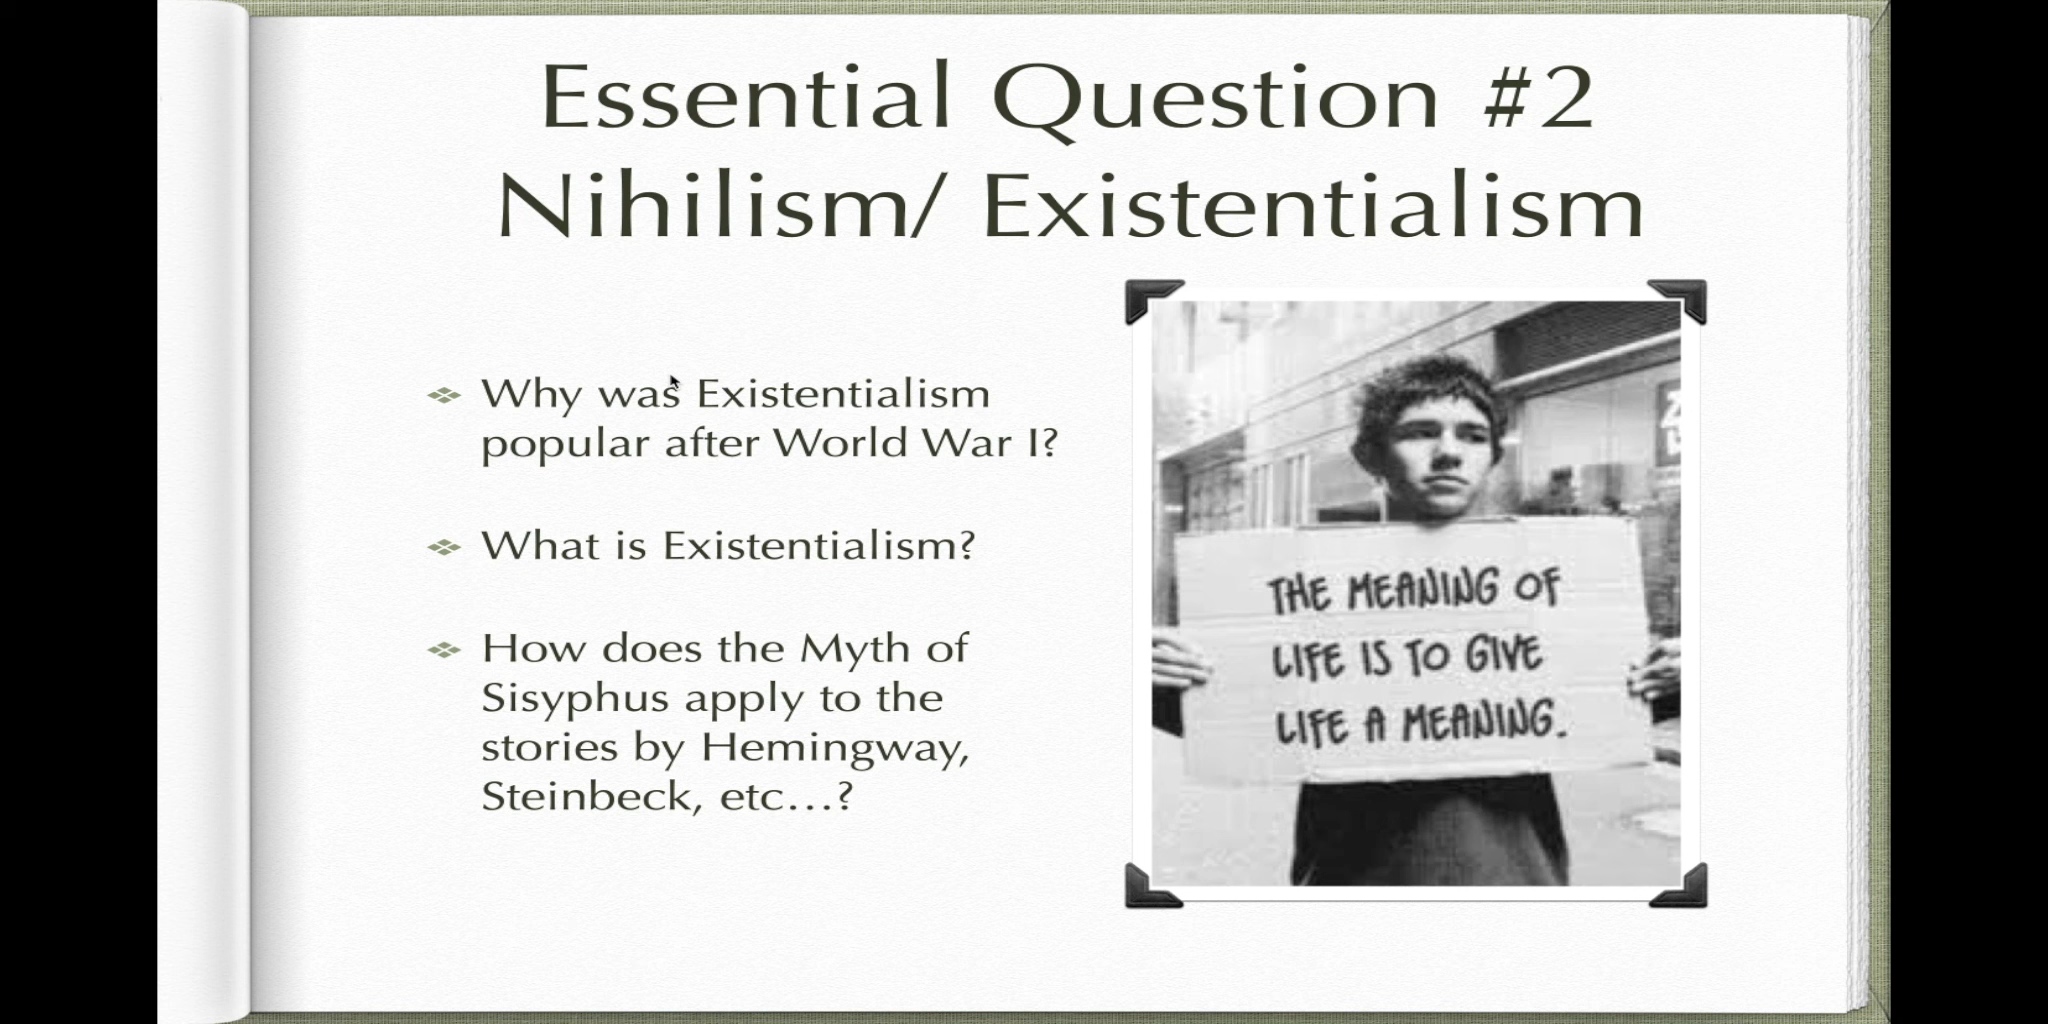 Essential Question #2
Nihilism/ Existentialism
Why was Existentialism
popular after World War I?
What is Existentialism?
How does the Myth of
Sisyphus apply to the
stories by Hemingway,
Steinbeck, etc...?
THE MEANING OF
LIFE IS TO GIVE
LIFE A MEANING.